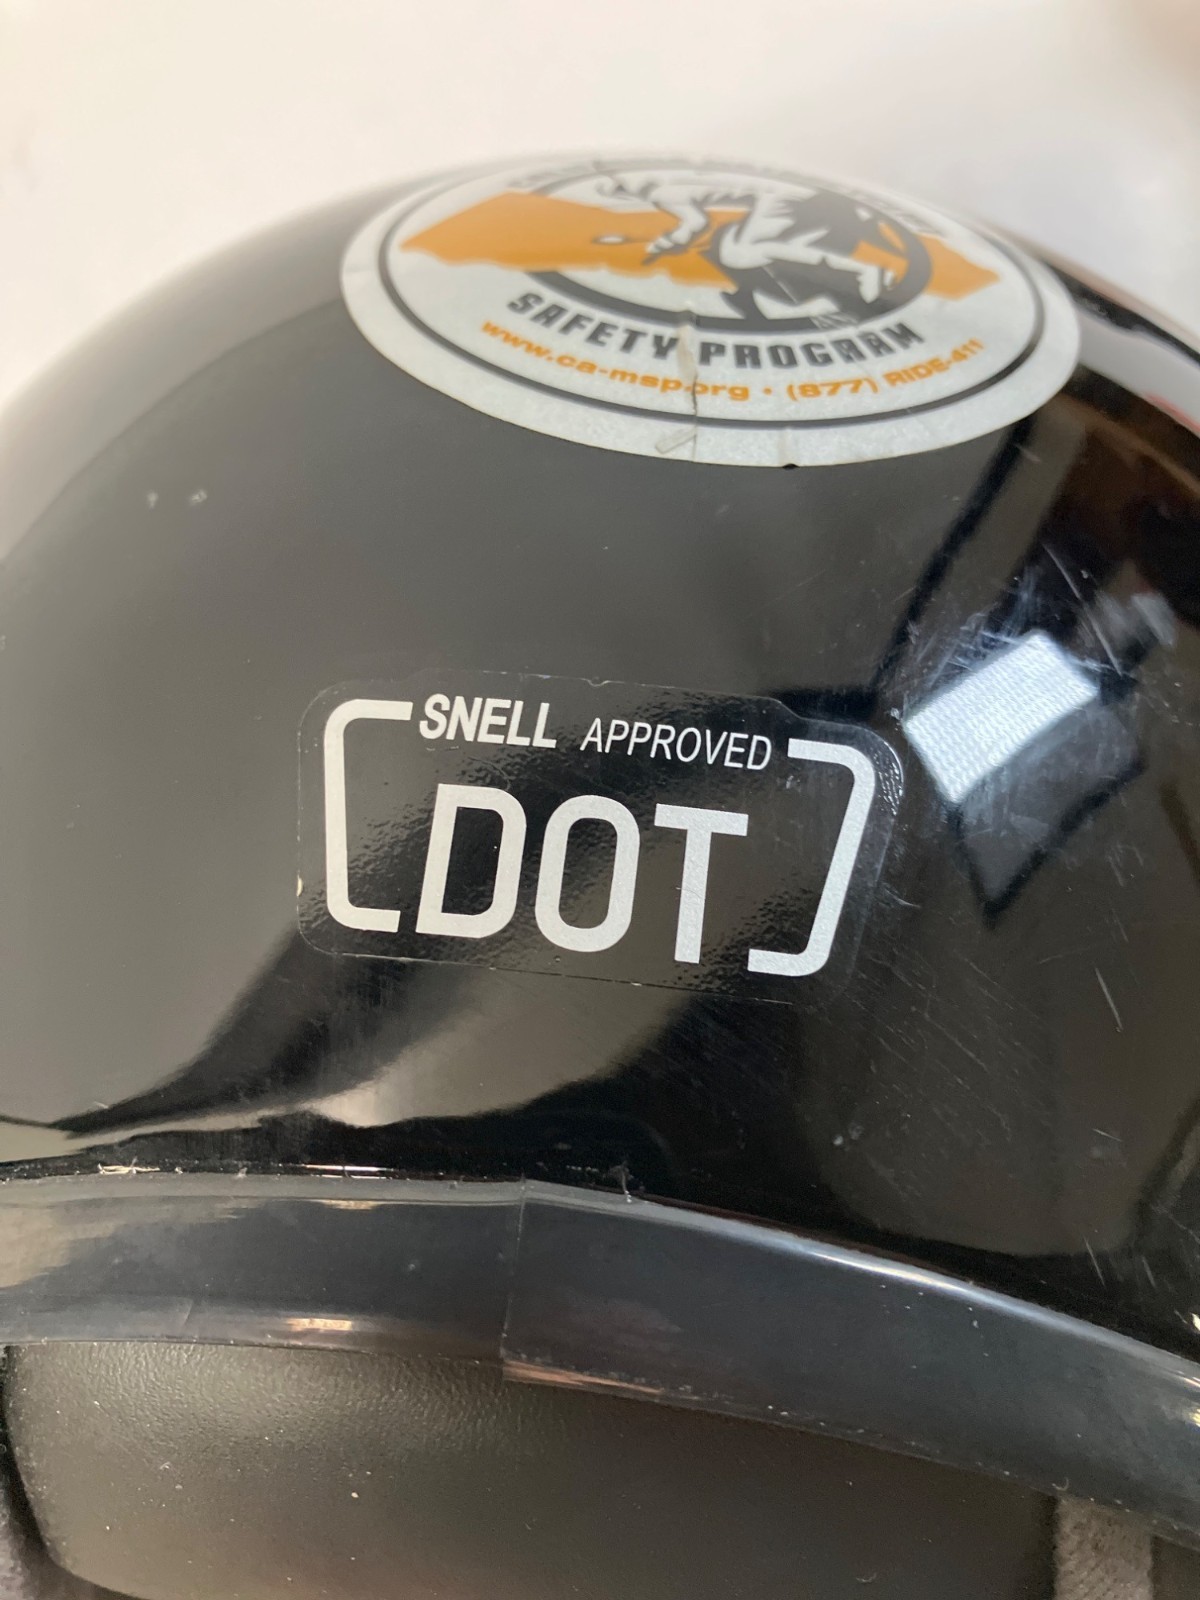 SAFETY PROGRAM
www.ca-msp.org • (877) RIDE-411
SNELL APPROVED
DOT